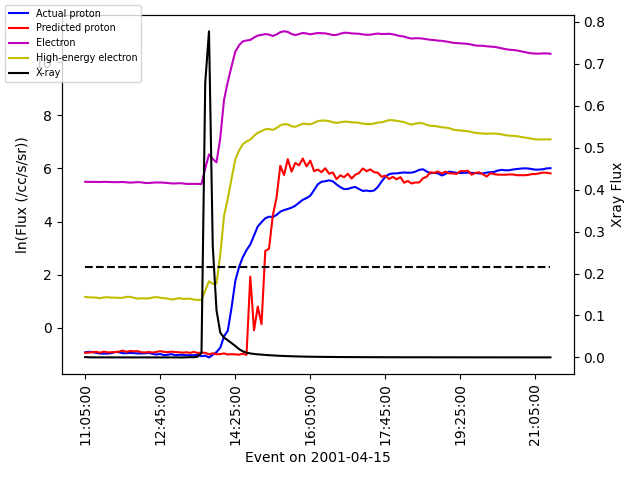 Actual proton
Predicted proton
Electron
High-energy electron
X-ray
8
6
4
2
0
ln(Flux (/cc/s/sr))
0.8
0.7
0.6
0.5
0.4
0.3
0.2
0.1
0.0
Xray Flux
11:05:00
12:45:00
14:25:00
16:05:00
17:45:00
19:25:00
21:05:00
Event on 2001-04-15